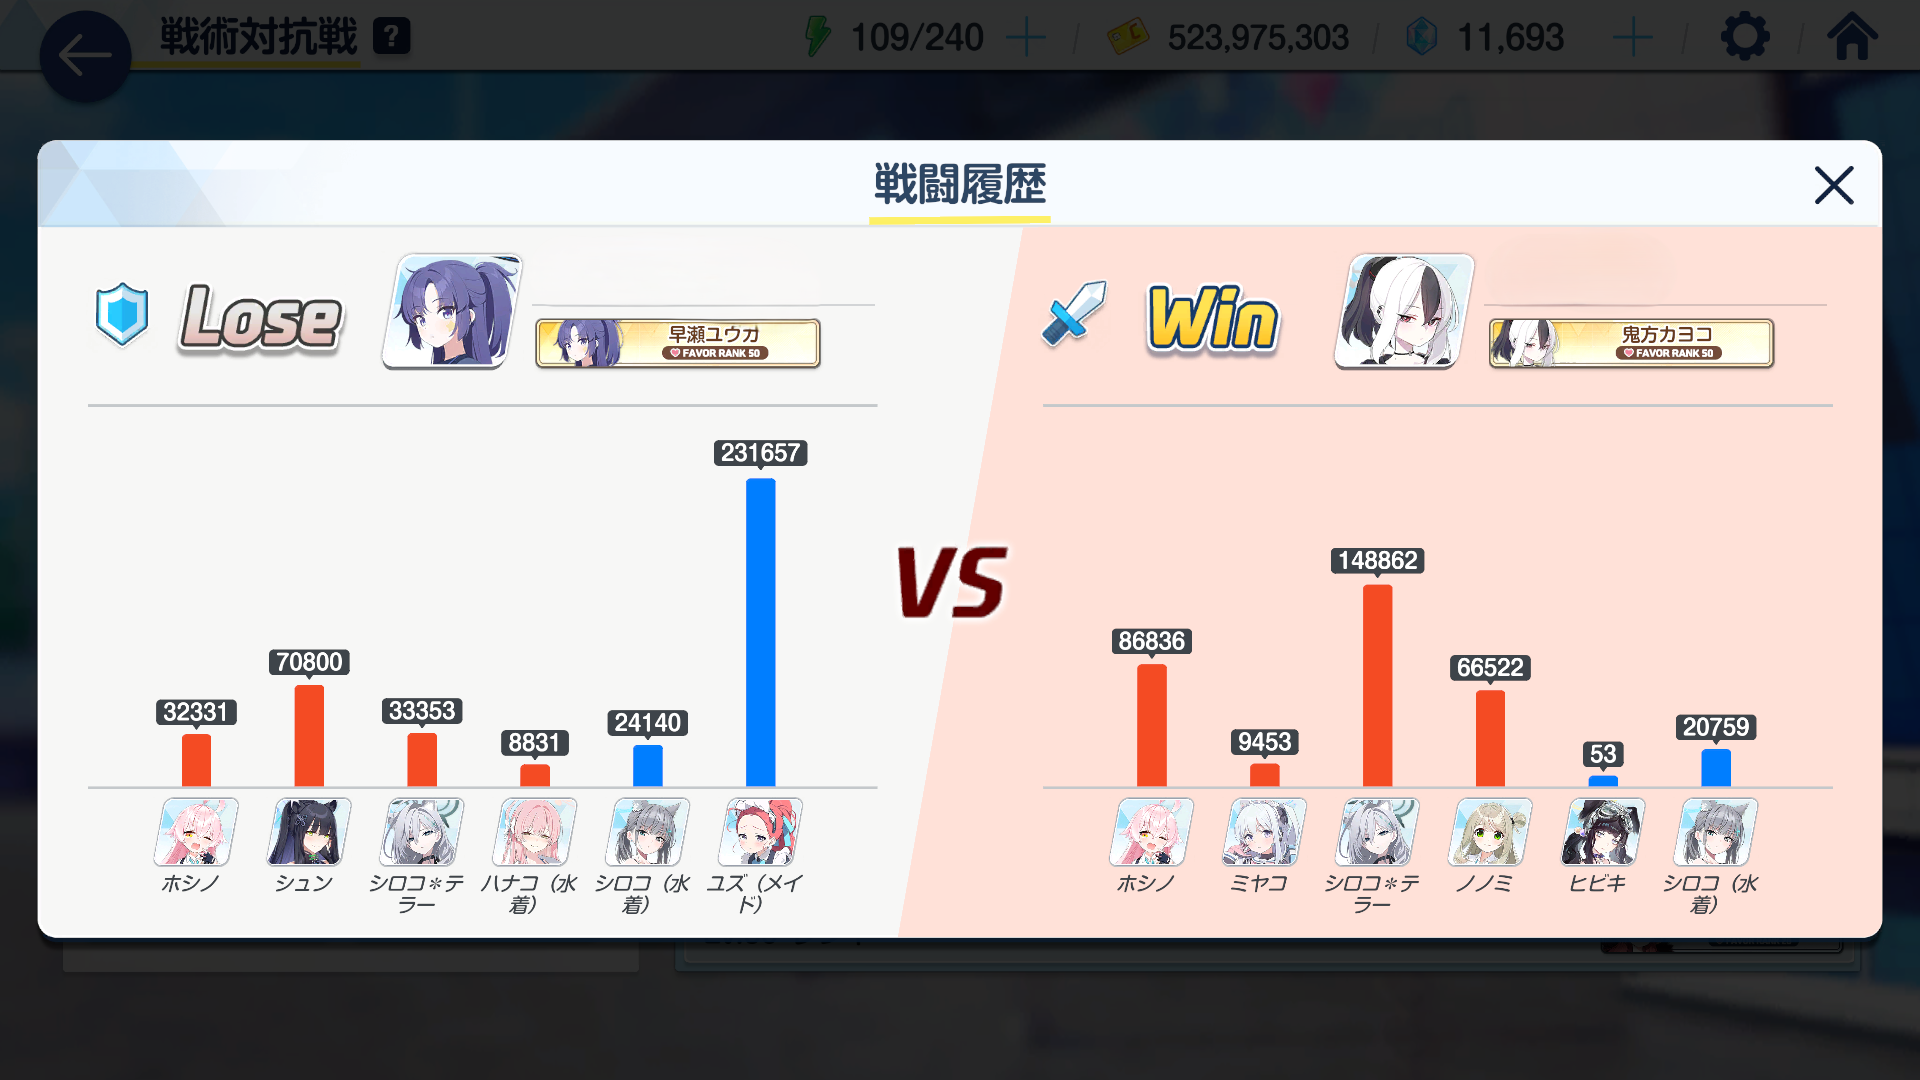 戦術対抗戦 ?
109/240
523,975,303
11,693
戦闘履歴
Lose
早瀬ユウカ
FAVOR RANK 50
Win
鬼方カヨコ
FAVOR RANK 50
VS
32331
70800
33353
8831
24140
231657
ホシノ
シュン
シロコ＊テ
ラー
ハナコ（水
着）
シロコ（水
着）
ユズ（メイ
ド）
86836
9453
148862
66522
53
20759
ホシノ
ミヤコ
シロコ＊テ
ラー
ノノミ
ヒビキ
シロコ（水
着）